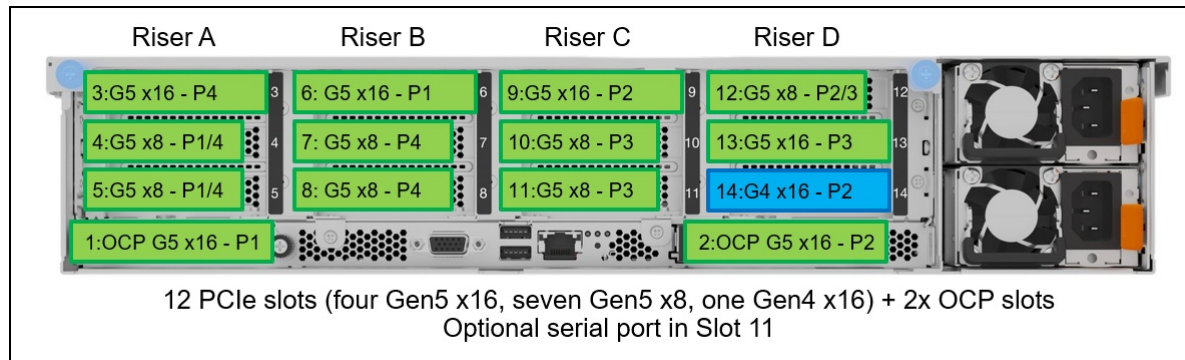 Riser A Riser B Riser C Riser D
3:G5 x16 - P4 3 6: G5 x16 - P1 6 9:G5 x16 - P2 9 12:G5 x8 - P2/3 12
4:G5 x8 - P1/4 4 7: G5 x8 - P4 7 10:G5 x8 - P3 10 13:G5 x16 - P3 13
5:G5 x8 - P1/4 5 8: G5 x8 - P4 8 11:G5 x8 - P3 11 14:G4 x16 - P2 14
1:OCP G5 x16 - P1 2:OCP G5 x16 - P2
12 PCIe slots (four Gen5 x16, seven Gen5 x8, one Gen4 x16) + 2x OCP slots
Optional serial port in Slot 11